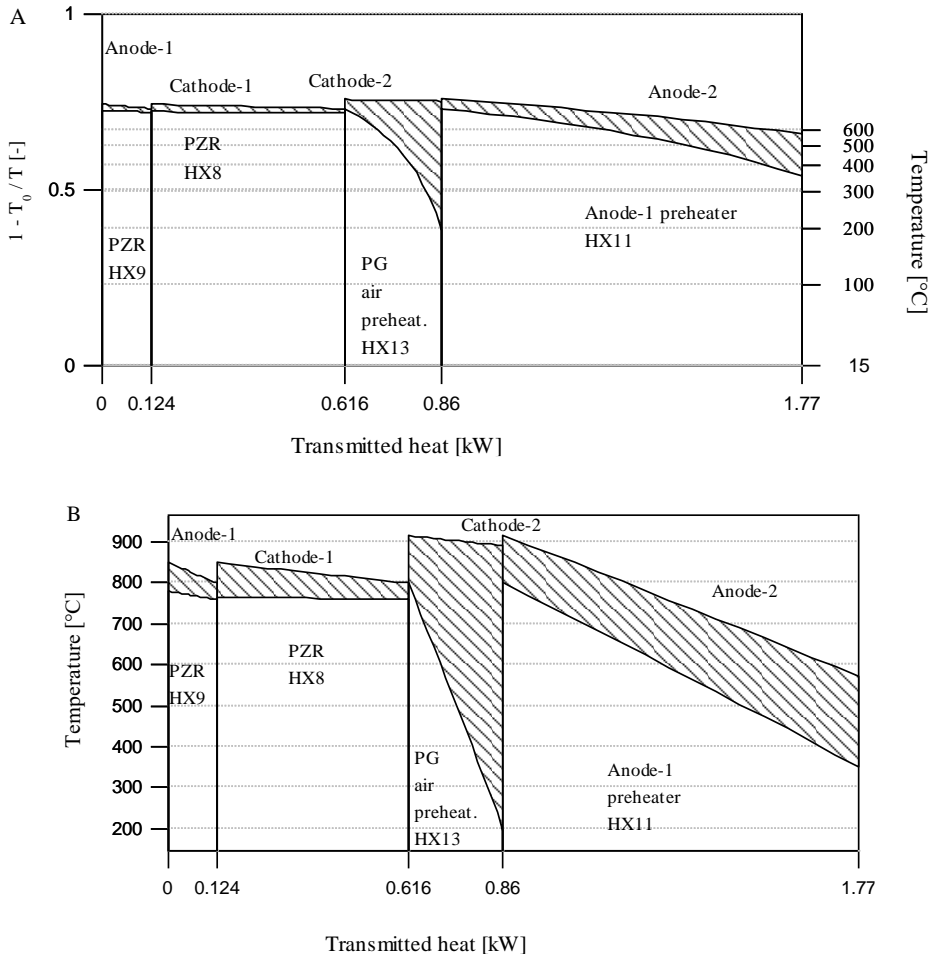 A
1
Anode-1
Cathode-1
Cathode-2
Anode-2
1 - T0 / T [-]
0.5
0
PZR
HX8
PZR
HX9
PG
air
preheat.
HX13
Anode-1 preheater
HX11
600
500
400
300
200
100
15
Temperature [°C]
0
0.124
0.616
0.86
1.77
Transmitted heat [kW]
B
Anode-1
Cathode-1
Cathode-2
Anode-2
Temperature [°C]
900
800
700
600
500
400
300
200
PZR
HX9
PZR
HX8
PG
air
preheat.
HX13
Anode-1
preheater
HX11
0
0.124
0.616
0.86
1.77
Transmitted heat [kW]